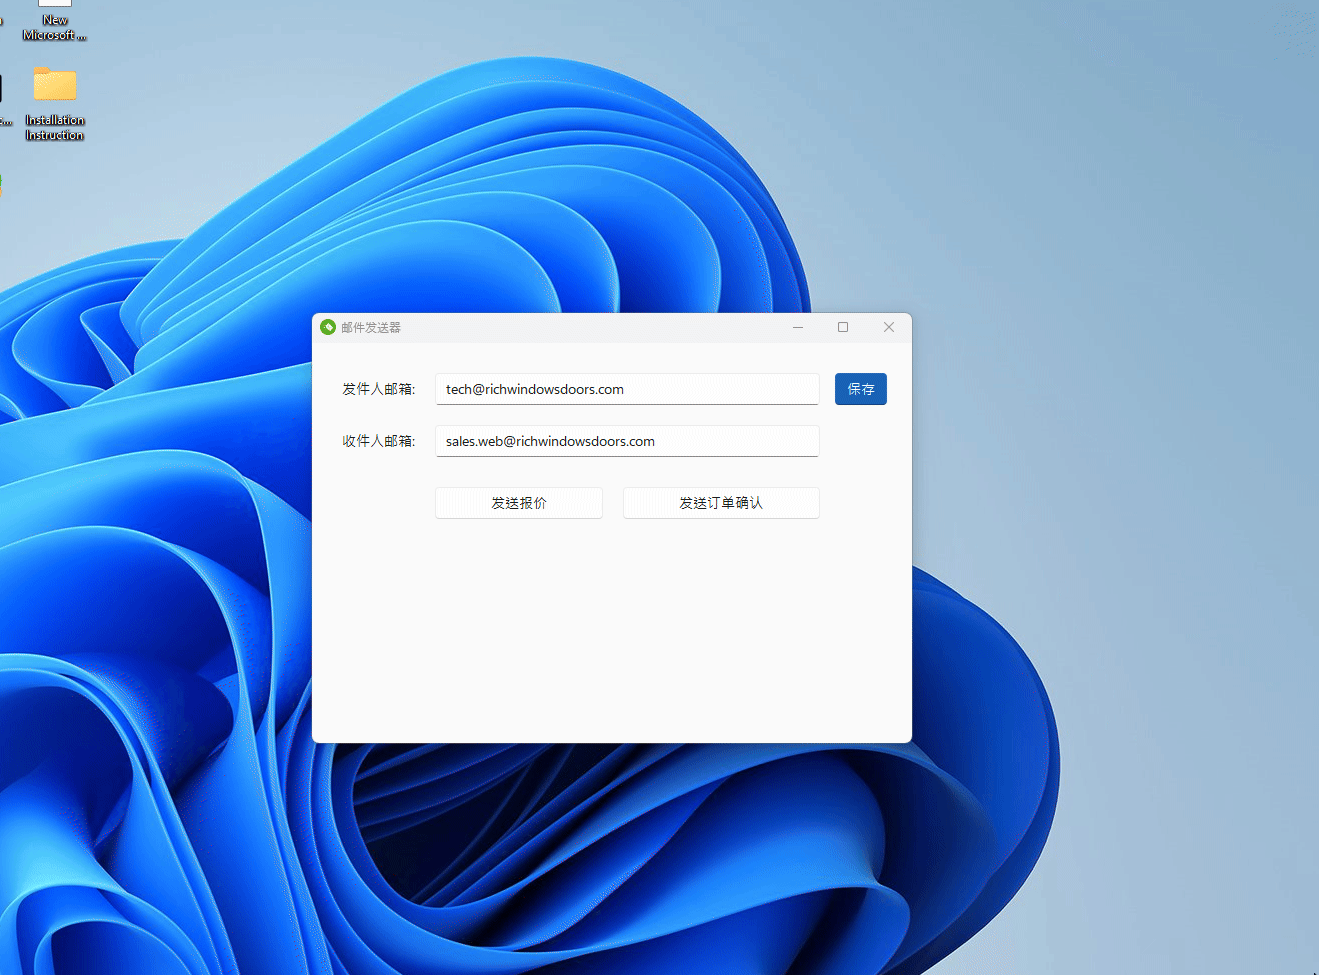 New
Microsoft ...
Installation
Instruction
邮件发送器
发件人邮箱:
tech@richwindowsdoors.com
保存
收件人邮箱:
sales.web@richwindowsdoors.com
发送报价
发送订单确认